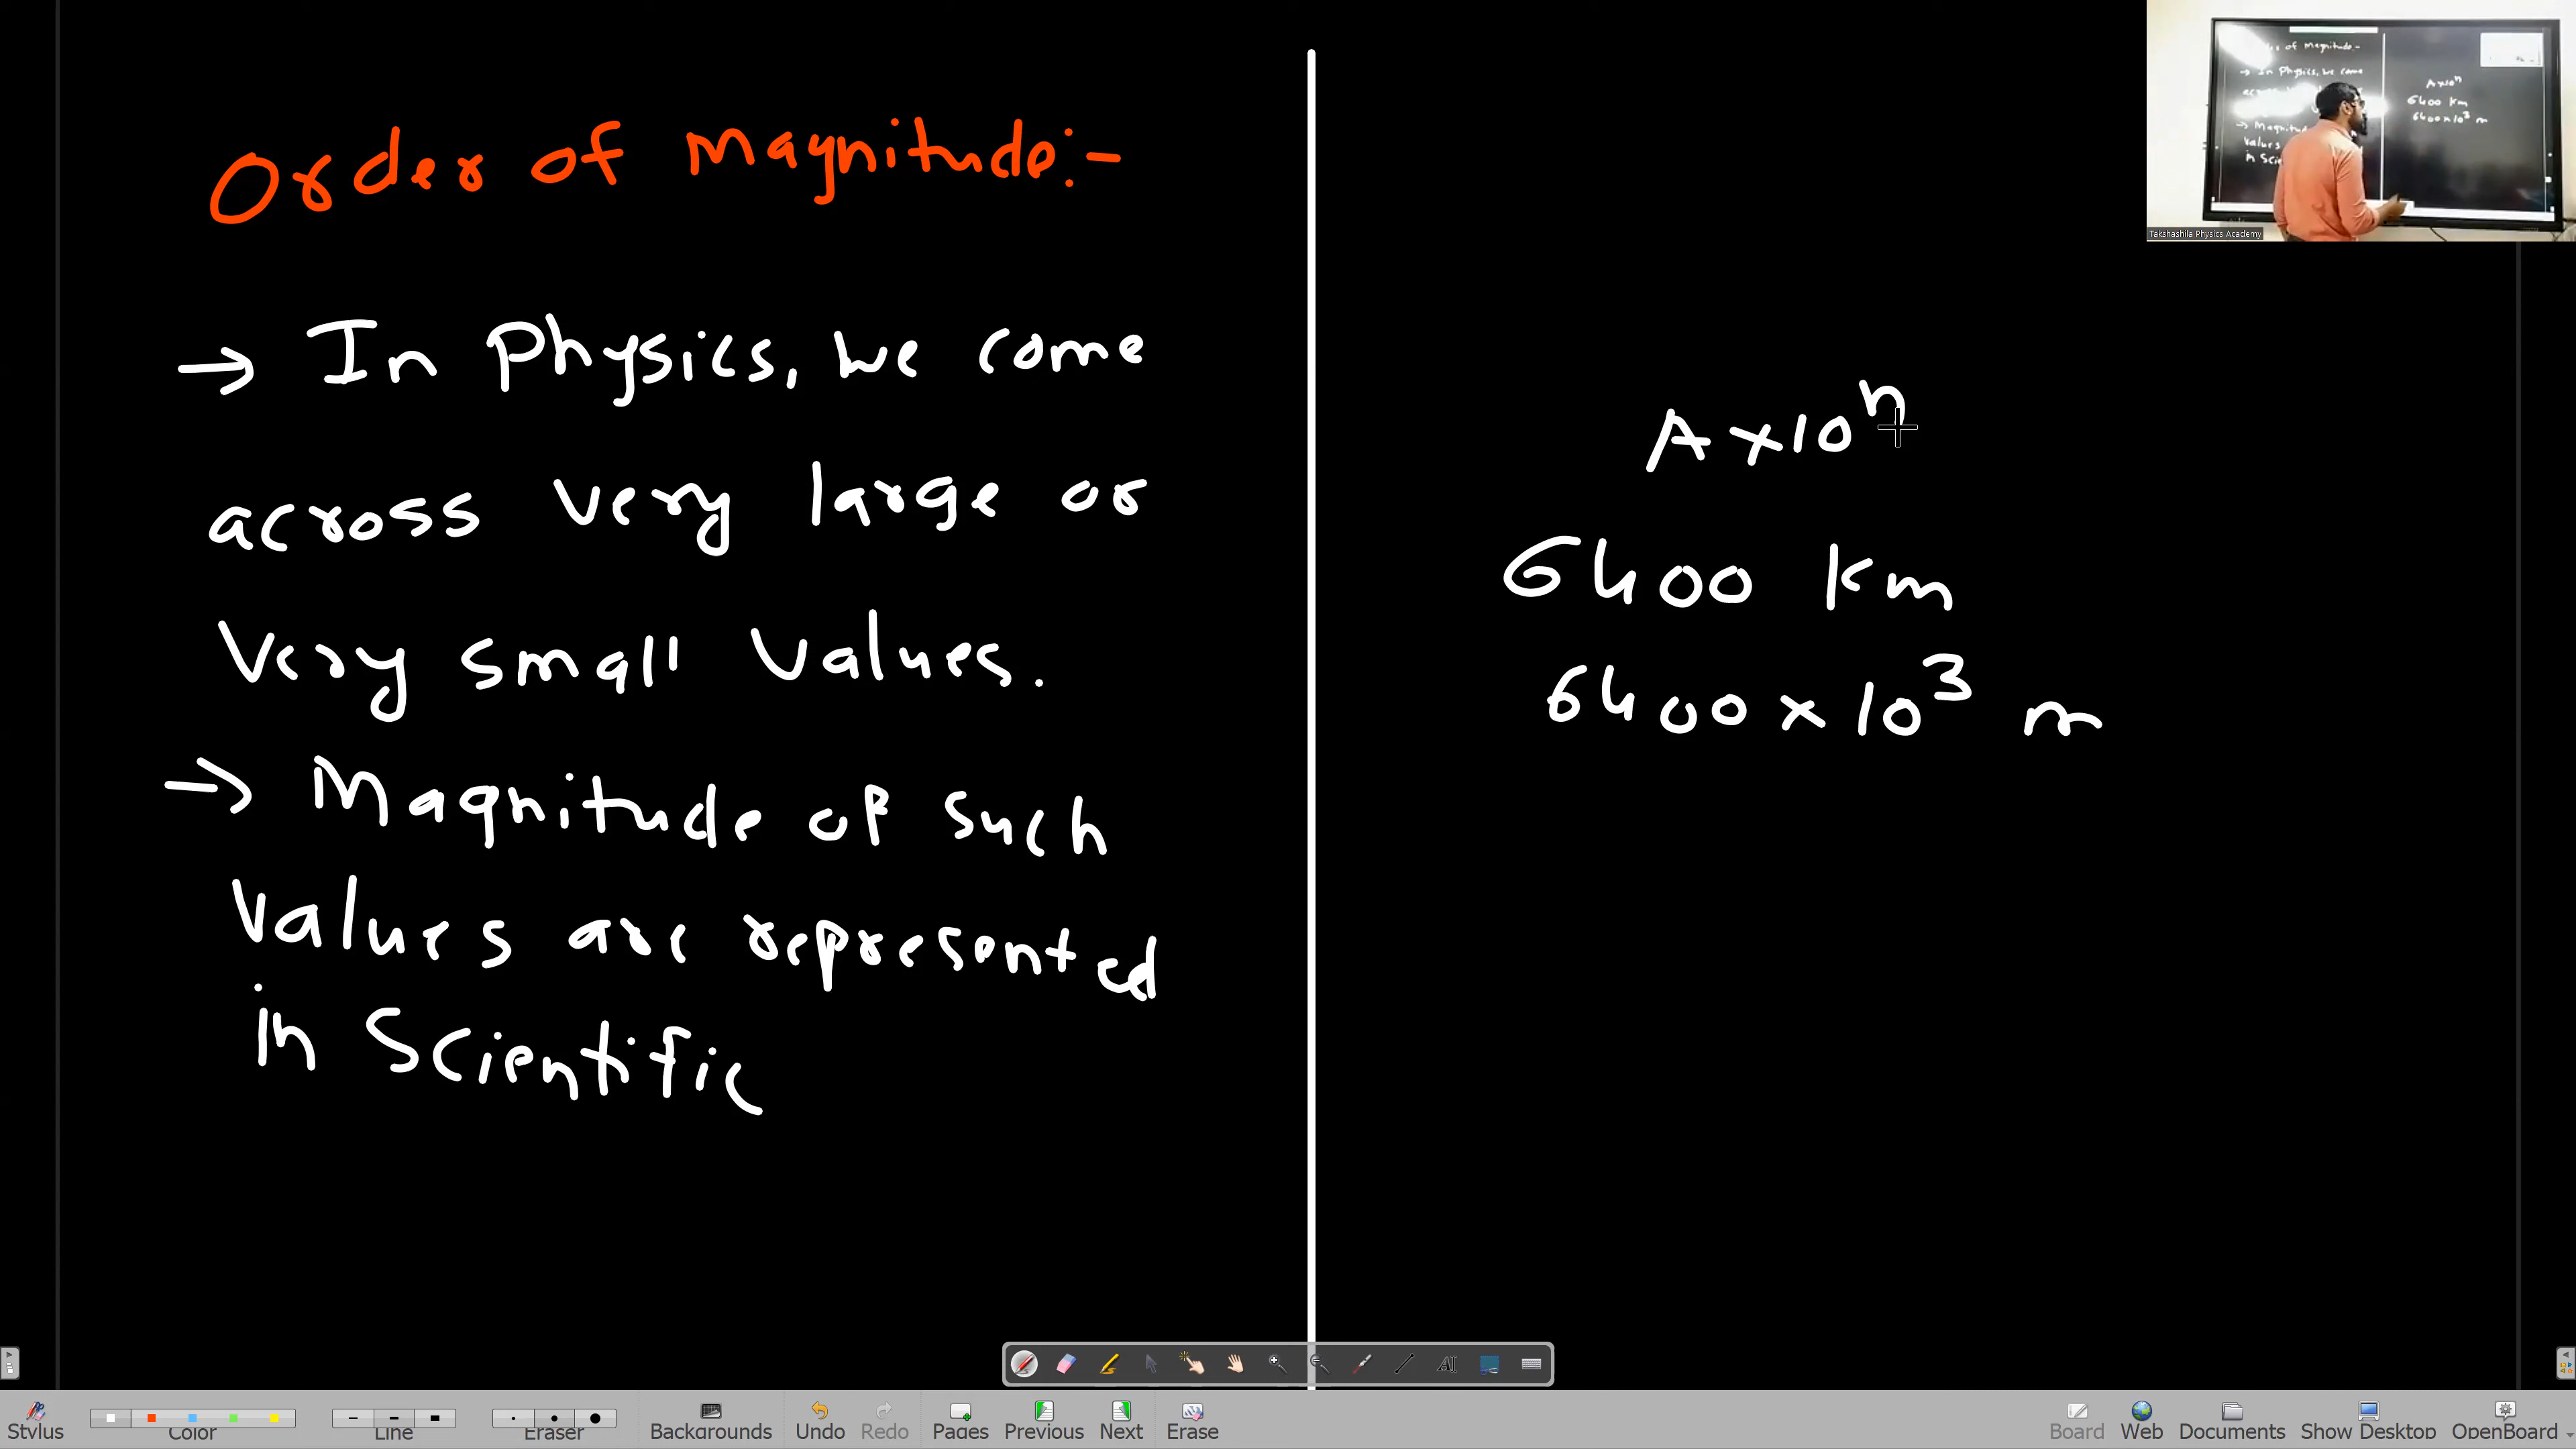 Order of Magnitude:-
→ In Physics, we come
across very large or
very small values.
→ Magnitude of such
values are represented
in Scientific
A×10ⁿ
6400 km
6400×10³ m
Takshashila Physics Academy
Stylus
Color
Line
Eraser
Backgrounds
Undo
Redo
Pages
Previous
Next
Erase
Board
Web
Documents
Show Desktop
OpenBoard